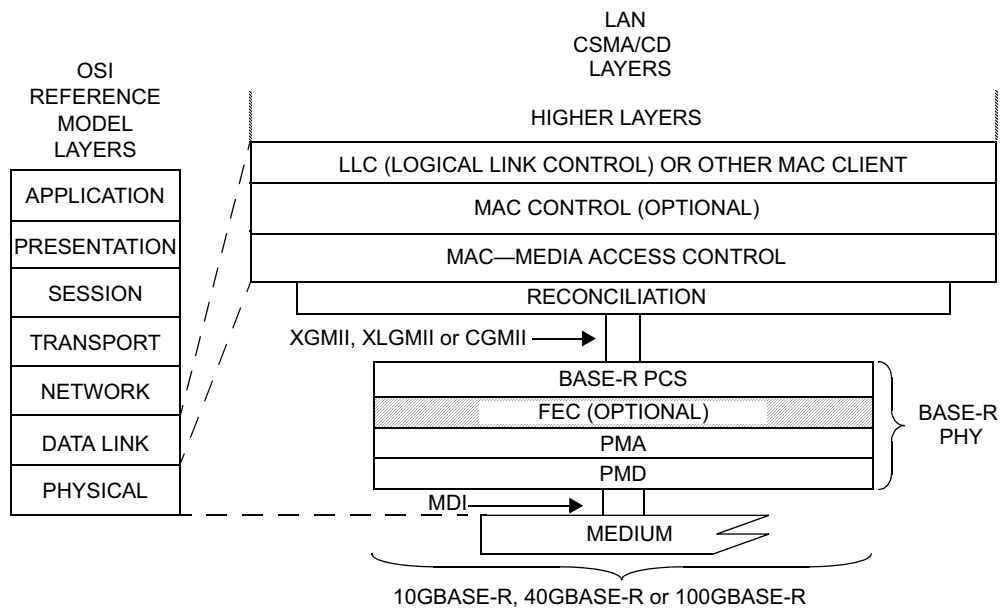 LAN
CSMA/CD
LAYERS
OSI
REFERENCE
MODEL
LAYERS
HIGHER LAYERS
LLC (LOGICAL LINK CONTROL) OR OTHER MAC CLIENT
MAC CONTROL (OPTIONAL)
MAC—MEDIA ACCESS CONTROL
RECONCILIATION
APPLICATION
PRESENTATION
SESSION
TRANSPORT
NETWORK
DATA LINK
PHYSICAL
XGMII, XLGMII or CGMII
BASE-R PCS
FEC (OPTIONAL)
PMA
PMD
BASE-R
PHY
MDI
MEDIUM
10GBASE-R, 40GBASE-R or 100GBASE-R